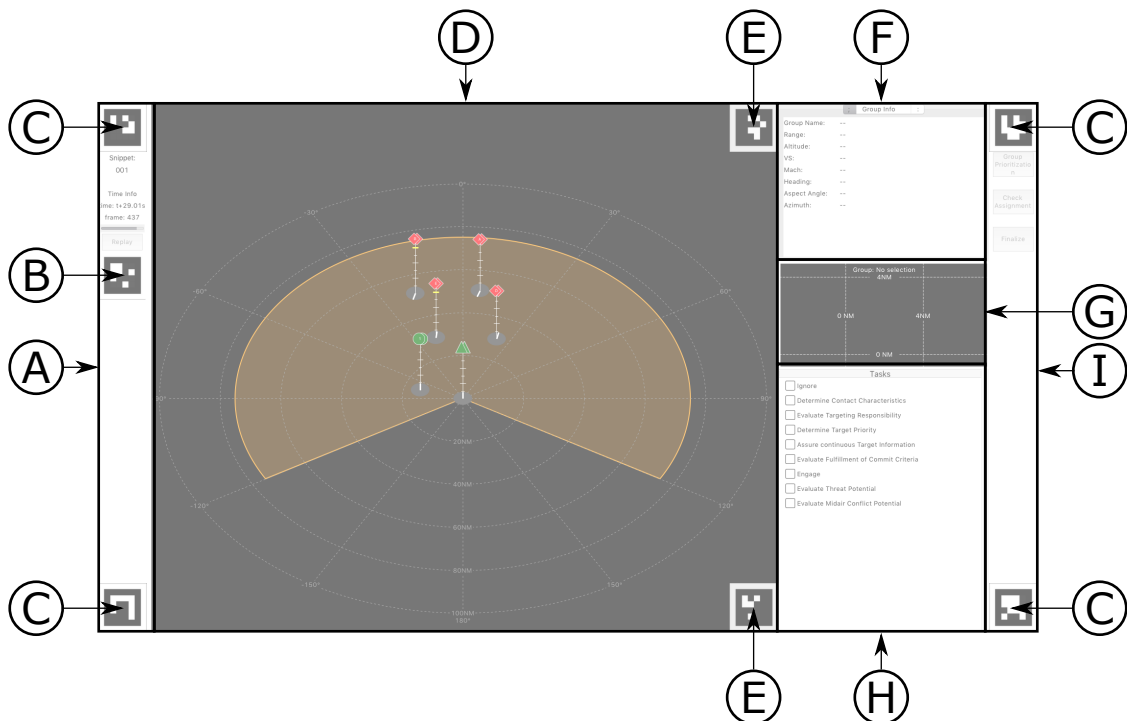 D
E
F
C
C
Snippet:
001
Time Info
ime: 1+29.01s
frame: 437
Replay
B
A
C
0°
-30°
30°
-60°
60°
90°
90°
20NM
40NM
-120°
120°
60NM
80NM
-150°
150°
100NM
180°
Group Info
Group Name: --
Range: --
Altitude: --
VS: --
Mach: --
Heading: --
Aspect Angle: --
Azimuth: --
Group: No selection
4NM
0 NM
4NM
0 NM
Tasks
Ignore
Determine Contact Characteristics
Evaluate Targeting Responsibility
Determine Target Priority
Assure continuous Target Information
Evaluate Fulfillment of Commit Criteria
Engage
Evaluate Threat Potential
Evaluate Midair Conflict Potential
Group
Prioritizatio
n
Check
Assignment
Finalize
G
I
C
E
H